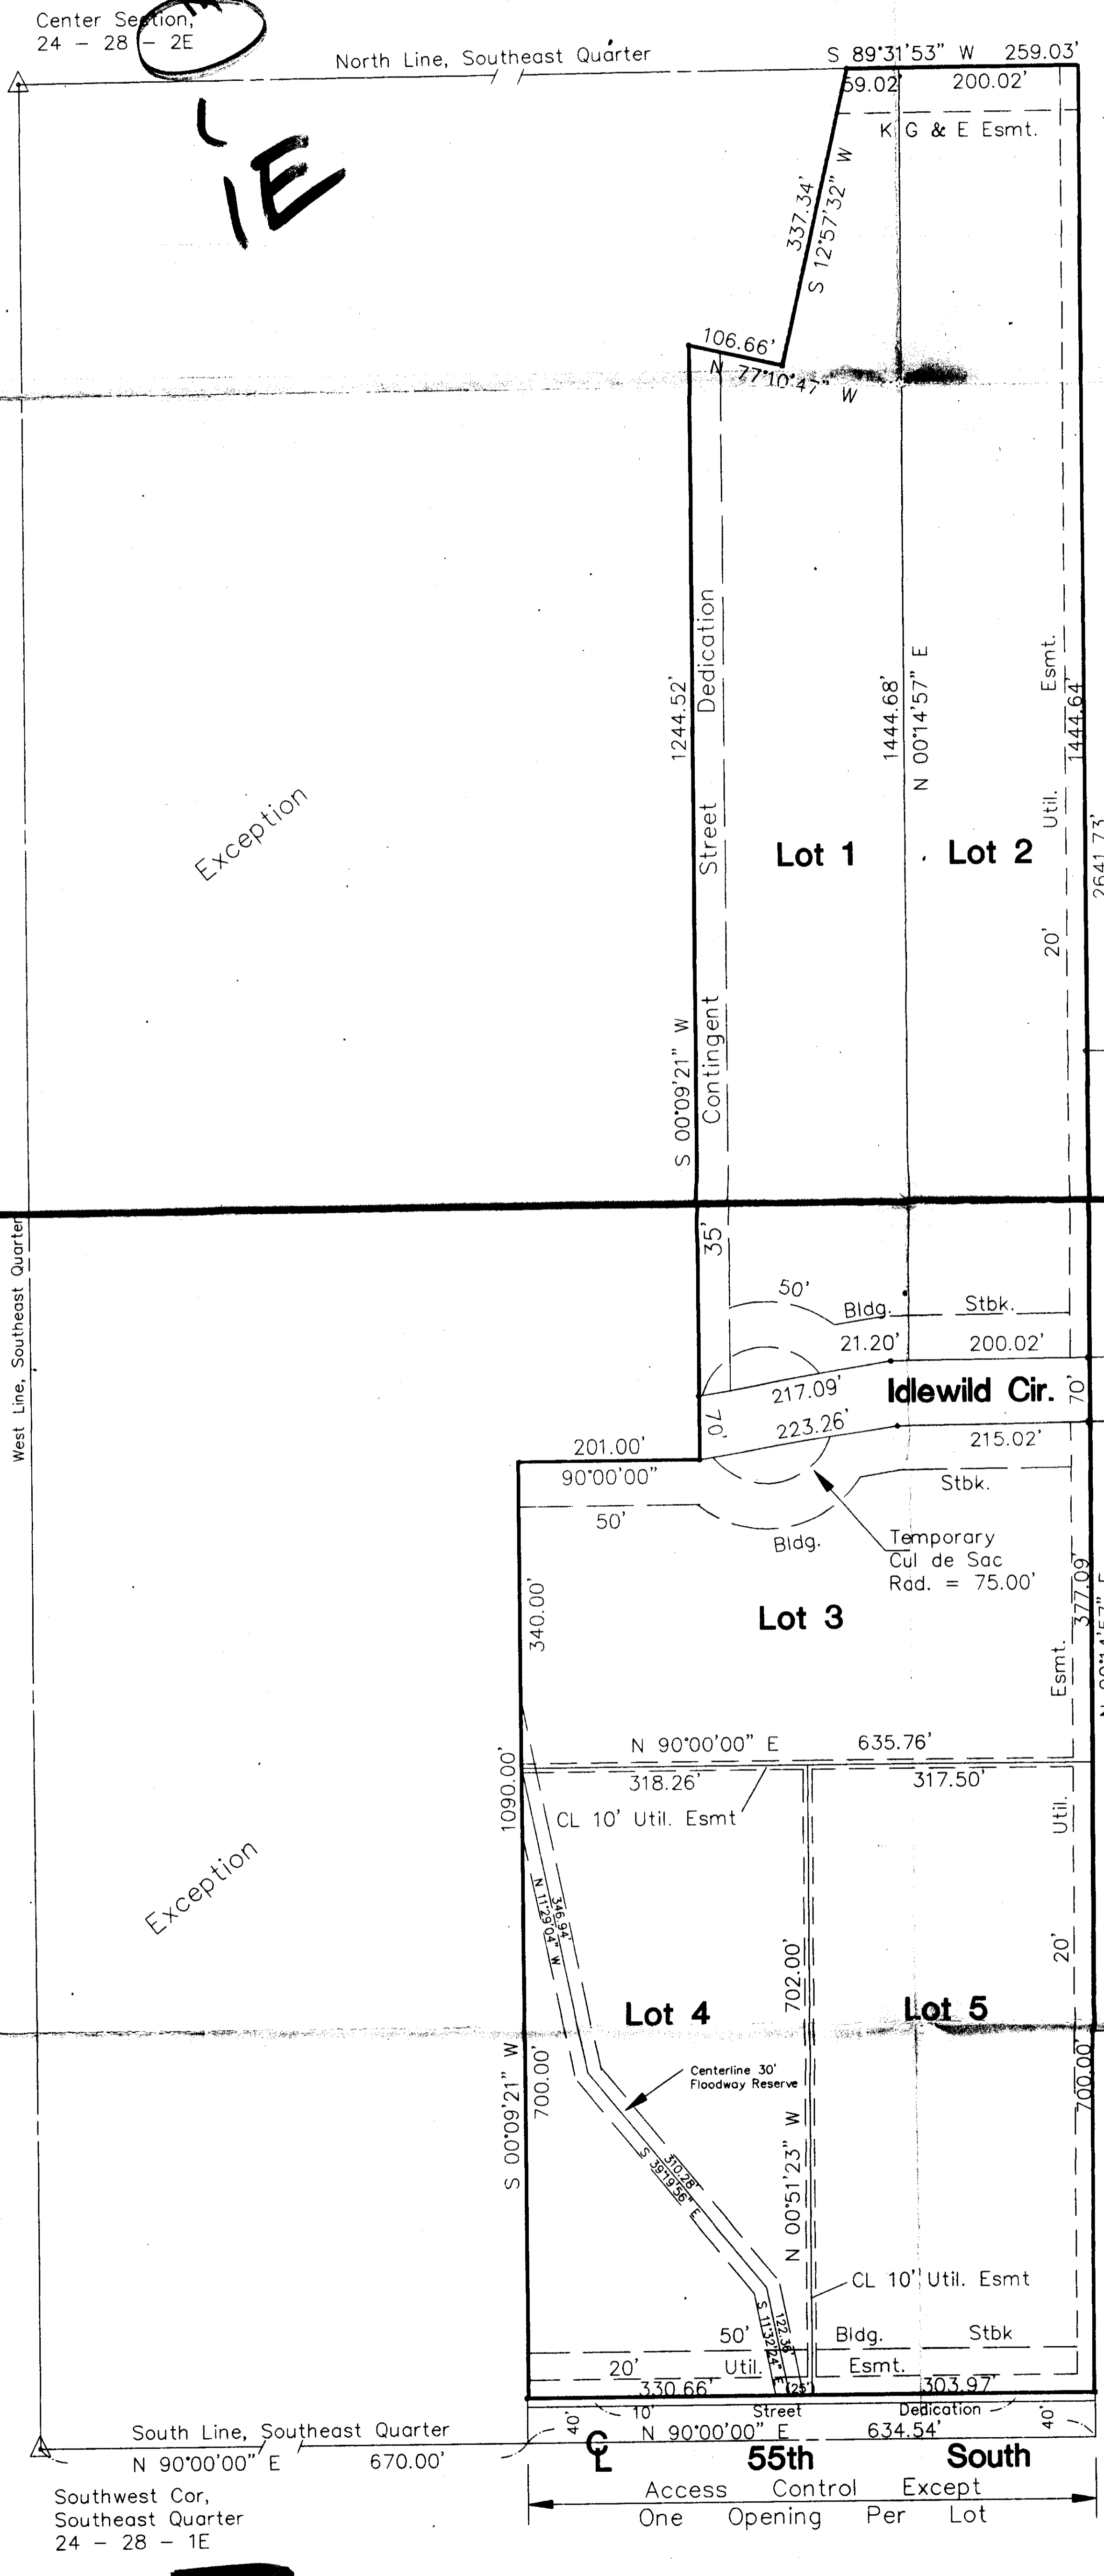 Center Section,
24 – 28 – 2E
1E
North Line, Southeast Quarter
S 89°31'53" W 259.03'
59.02' 200.02'
K G & E Esmt.
337.34'
S 12°57'32" W
106.66'
N 77°10'47" W
1244.52'
S 00°09'21" W
Contingent Street Dedication
1444.68'
N 00°14'57" E
20' Util. Esmt.
1444.64'
2641.73'
Exception
Lot 1
Lot 2
West Line, Southeast Quarter
35'
50'
Bldg. Stbk.
21.20' 200.02'
217.09'
Idlewild Cir.
70'
70'
223.26'
215.02'
201.00'
90°00'00"
Stbk.
50'
Bldg.
Temporary
Cul de Sac
Rad. = 75.00'
340.00'
Lot 3
377.09'
N 00°14'57" E
N 90°00'00" E 635.76'
318.26' 317.50'
CL 10' Util. Esmt
1090.00'
S 00°09'21" W
20' Util. Esmt.
Exception
346.94'
N 11°29'04" W
702.00'
N 00°51'23" W
Lot 4
Lot 5
Centerline 30'
Floodway Reserve
700.00'
700.00'
310.28'
S 39°19'56" E
CL 10' Util. Esmt
122.36'
S 11°32'24" E
50' Bldg. Stbk
20' Util. Esmt.
330.66' (25') 303.97'
40' 10' Street Dedication 40'
South Line, Southeast Quarter
N 90°00'00" E 634.54'
N 90°00'00" E 670.00'
CL 55th South
Southwest Cor,
Southeast Quarter
24 – 28 – 1E
Access Control Except
One Opening Per Lot